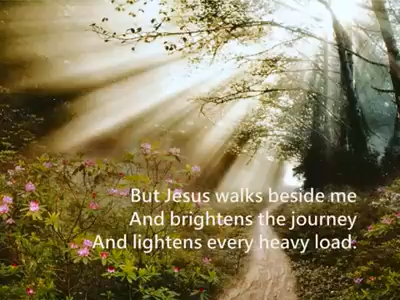 But Jesus walks beside me
And brightens the journey
And lightens every heavy load.